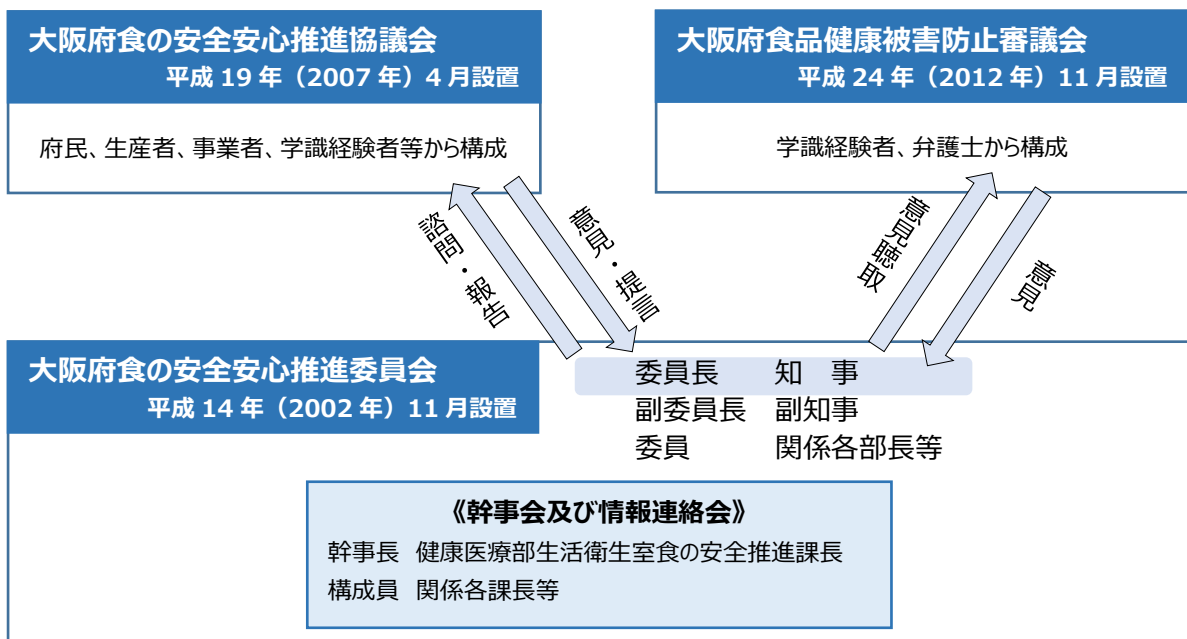 大阪府食の安全安心推進協議会
平成 19 年（2007 年）4 月設置
府民、生産者、事業者、学識経験者等から構成
大阪府食品健康被害防止審議会
平成 24 年（2012 年）11 月設置
学識経験者、弁護士から構成
諮問・報告
意見・提言
意見聴取
意見
大阪府食の安全安心推進委員会
平成 14 年（2002 年）11 月設置
委員長　知　事
副委員長　副知事
委員　関係各部長等
《幹事会及び情報連絡会》
幹事長　健康医療部生活衛生室食の安全推進課長
構成員　関係各課長等